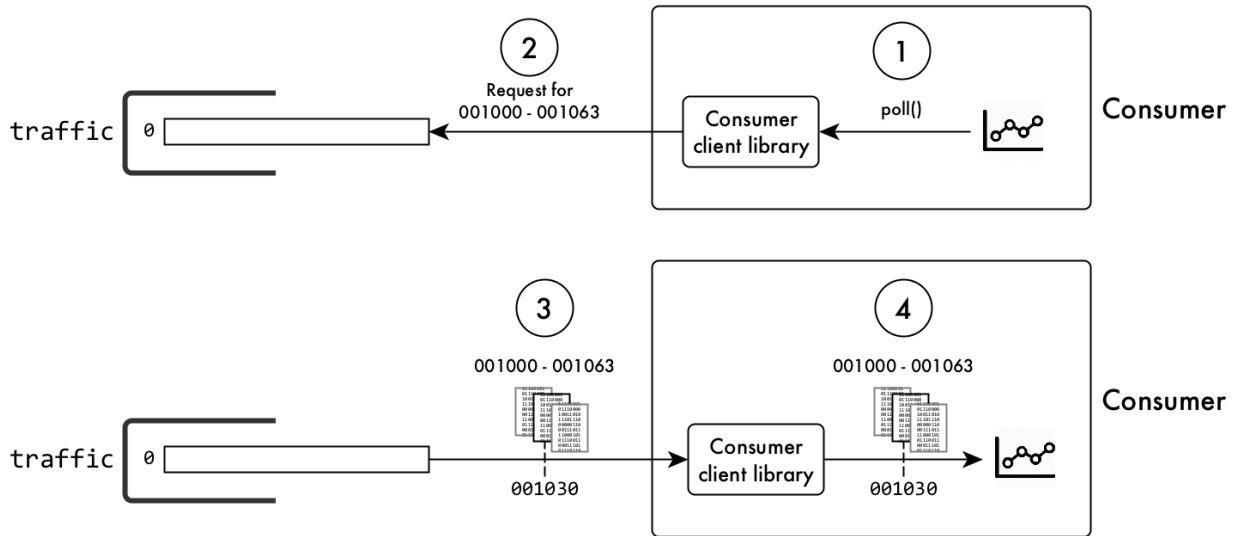 2
1
Request for
001000 - 001063
poll()
Consumer
client library
Consumer
traffic
0
3
4
001000 - 001063
001000 - 001063
Consumer
Consumer
client library
traffic
0
001030
001030